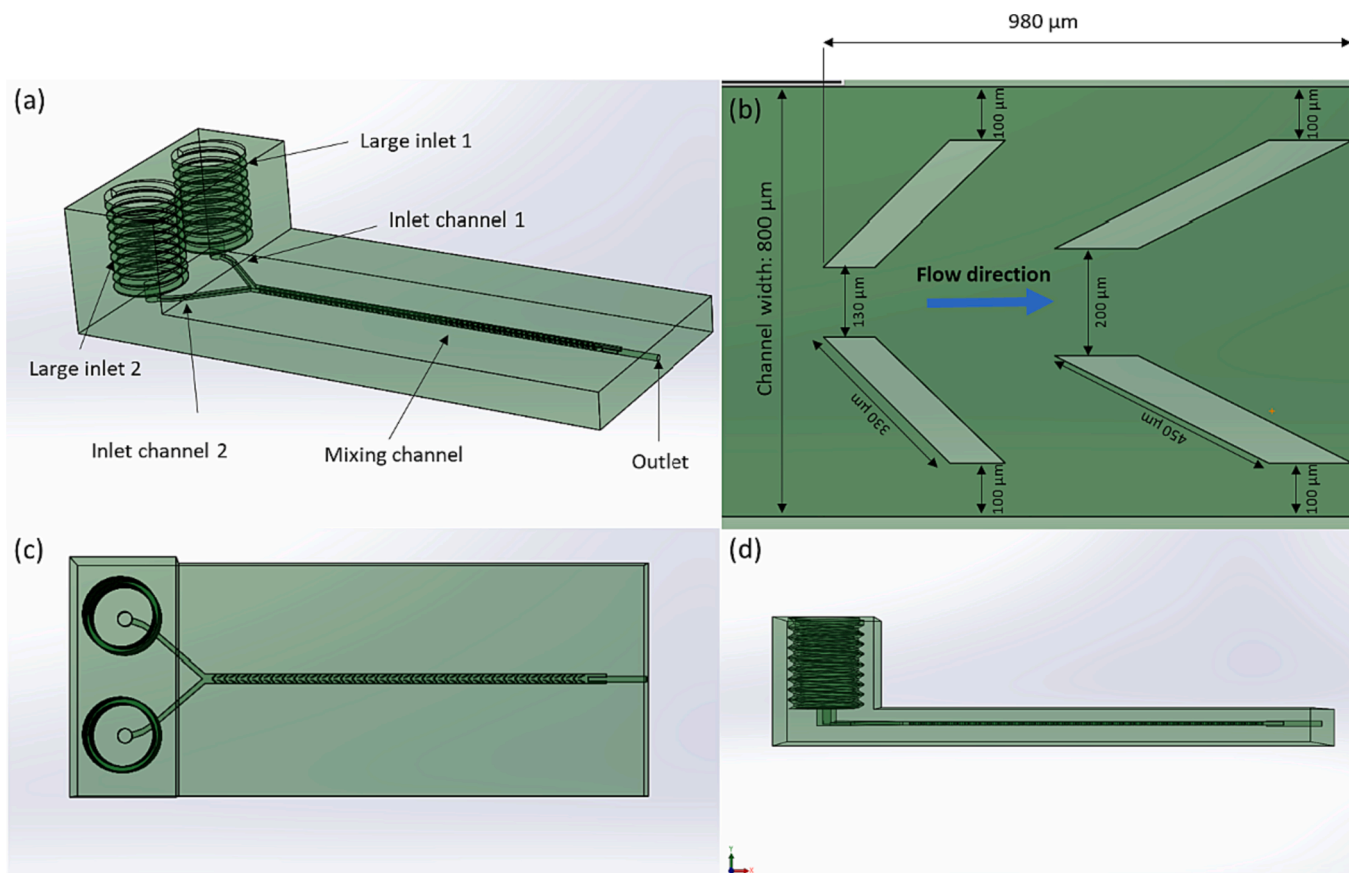 980 µm
(a)
Large inlet 1
Inlet channel 1
Large inlet 2
Inlet channel 2
Mixing channel
Outlet
(b)
100 µm
100 µm
Channel width: 800 µm
Flow direction
130 µm
200 µm
330 µm
450 µm
100 µm
100 µm
(c)
(d)
Y
X